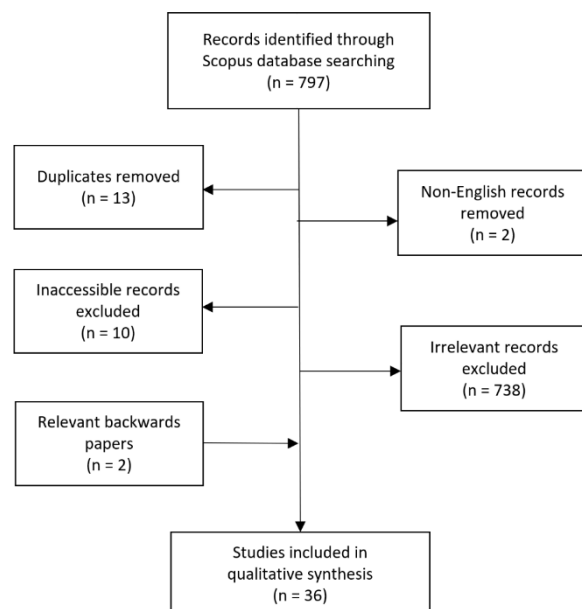 Records identified through
Scopus database searching
(n = 797)
Duplicates removed
(n = 13)
Non-English records
removed
(n = 2)
Inaccessible records
excluded
(n = 10)
Irrelevant records
excluded
(n = 738)
Relevant backwards
papers
(n = 2)
Studies included in
qualitative synthesis
(n = 36)